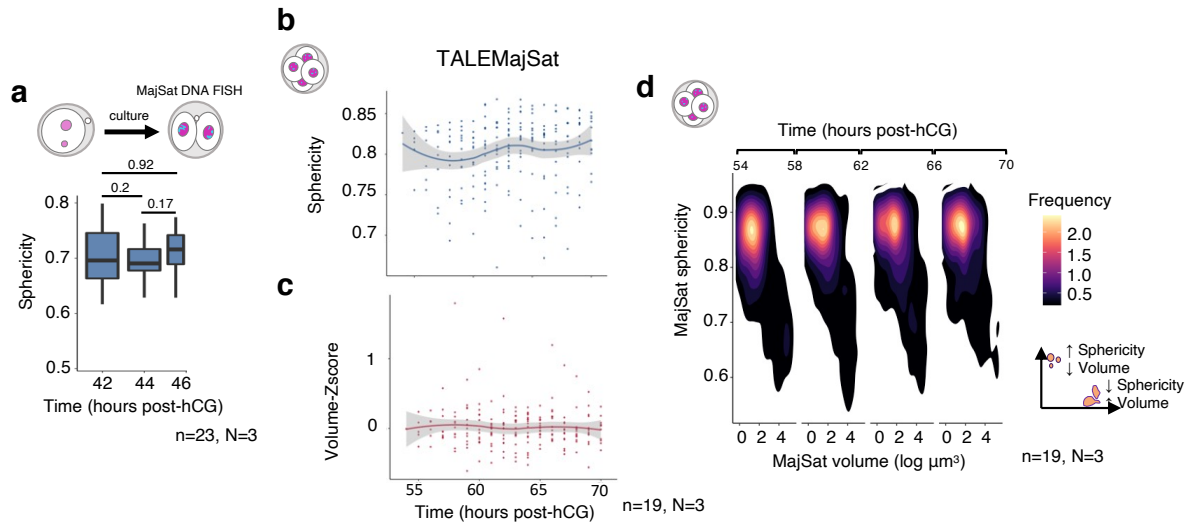 a
MajSat DNA FISH
culture
0.92
0.2
0.17
0.8
0.7
0.6
0.5
Sphericity
42 44 46
Time (hours post-hCG)
n=23, N=3
b
TALEMajSat
0.85
0.8
0.75
0.7
Sphericity
c
1
0
Volume-Zscore
55 60 65 70
Time (hours post-hCG)
n=19, N=3
d
Time (hours post-hCG)
54 58 62 66 70
0.9
0.8
0.7
0.6
MajSat sphericity
0 2 4 0 2 4 0 2 4 0 2 4
MajSat volume (log μm³)
Frequency
2.0
1.5
1.0
0.5
↑ Sphericity
↓ Volume
↓ Sphericity
↑ Volume
n=19, N=3